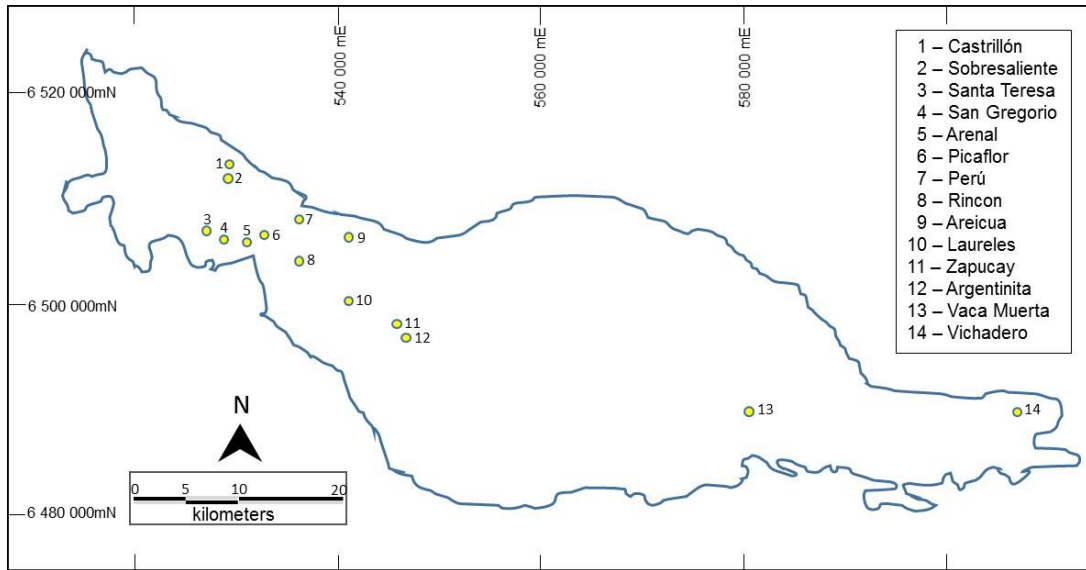 540 000 mE
560 000 mE
580 000 mE
6 520 000mN
6 500 000mN
6 480 000mN
1 – Castrillón
2 – Sobresaliente
3 – Santa Teresa
4 – San Gregorio
5 – Arenal
6 – Picaflor
7 – Perú
8 – Rincon
9 – Areicua
10 – Laureles
11 – Zapucay
12 – Argentinita
13 – Vaca Muerta
14 – Vichadero
1
2
3
4
5
6
7
8
9
10
11
12
13
14
N
0 5 10 20
kilometers